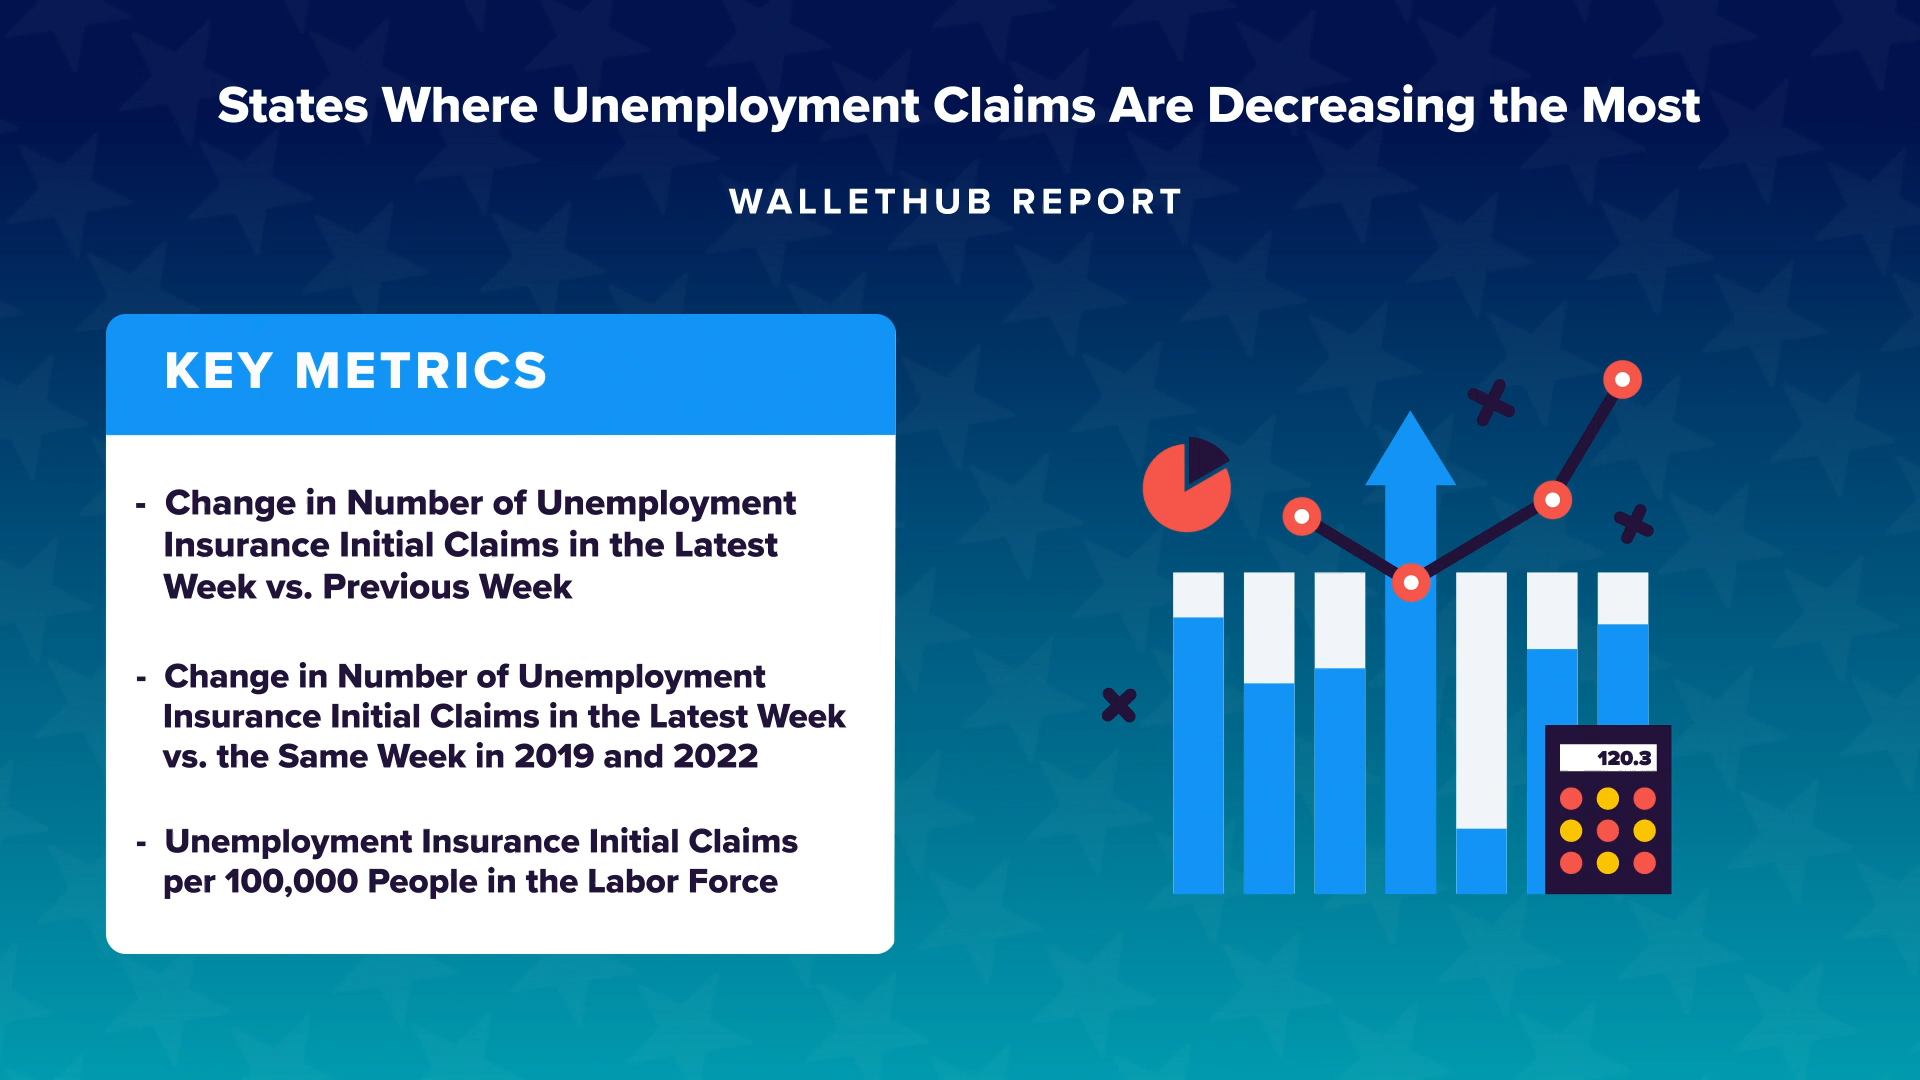 States Where Unemployment Claims Are Decreasing the Most
WALLETHUB REPORT
KEY METRICS
- Change in Number of Unemployment
Insurance Initial Claims in the Latest
Week vs. Previous Week
- Change in Number of Unemployment
Insurance Initial Claims in the Latest Week
vs. the Same Week in 2019 and 2022
- Unemployment Insurance Initial Claims
per 100,000 People in the Labor Force
120.3